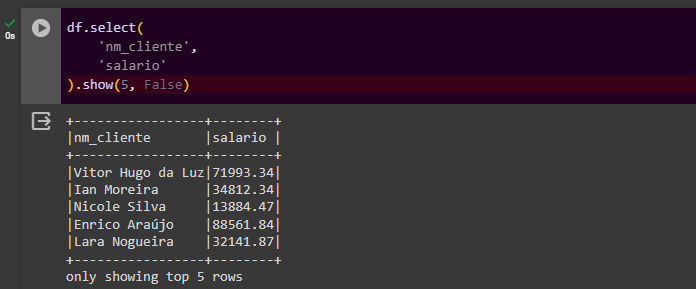 df.select(
    'nm_cliente',
    'salario'
).show(5, False)
0s
+-----------------+--------+
|nm_cliente       |salario |
+-----------------+--------+
|Vitor Hugo da Luz|71993.34|
|Ian Moreira      |34812.34|
|Nicole Silva     |13884.47|
|Enrico Araújo    |88561.84|
|Lara Nogueira    |32141.87|
+-----------------+--------+
only showing top 5 rows